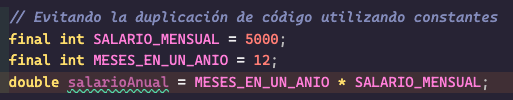 // Evitando la duplicación de código utilizando constantes
final int SALARIO_MENSUAL = 5000;
final int MESES_EN_UN_ANIO = 12;
double salarioAnual = MESES_EN_UN_ANIO * SALARIO_MENSUAL;